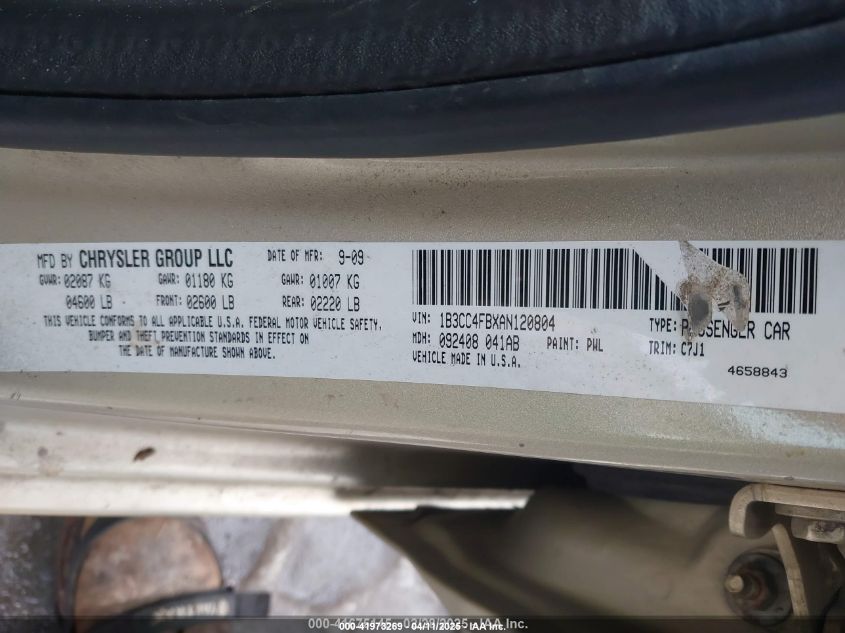 MFD BY CHRYSLER GROUP LLC DATE OF MFR: 9-09
GVWR: 02087 KG GAWR: 01180 KG GAWR: 01007 KG
04600 LB FRONT: 02600 LB REAR: 02220 LB
THIS VEHICLE CONFORMS TO APPLICABLE U.S.A. FEDERAL MOTOR VEHICLE SAFETY,
BUMPER AND THEFT PREVENTION STANDARDS IN EFFECT ON
THE DATE OF MANUFACTURE SHOWN ABOVE.
VIN: 1B3CC4FBXAN120804 TYPE: PASSENGER CAR
MDH: 092408 041AB PAINT: PWL TRIM: C7J1
VEHICLE MADE IN U.S.A.
4658843
41973269 - 04/11/2025 - IAA Inc.